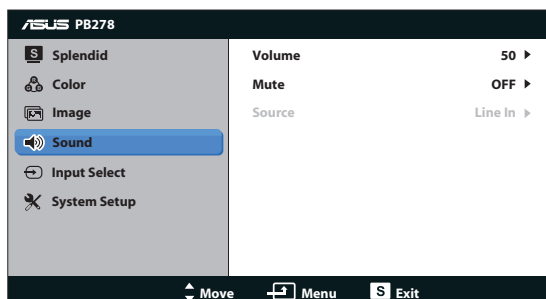 ASUS PB278
S Splendid
Color
Image
Sound
Input Select
System Setup
Volume 50
Mute OFF
Source Line In
Move Menu S Exit